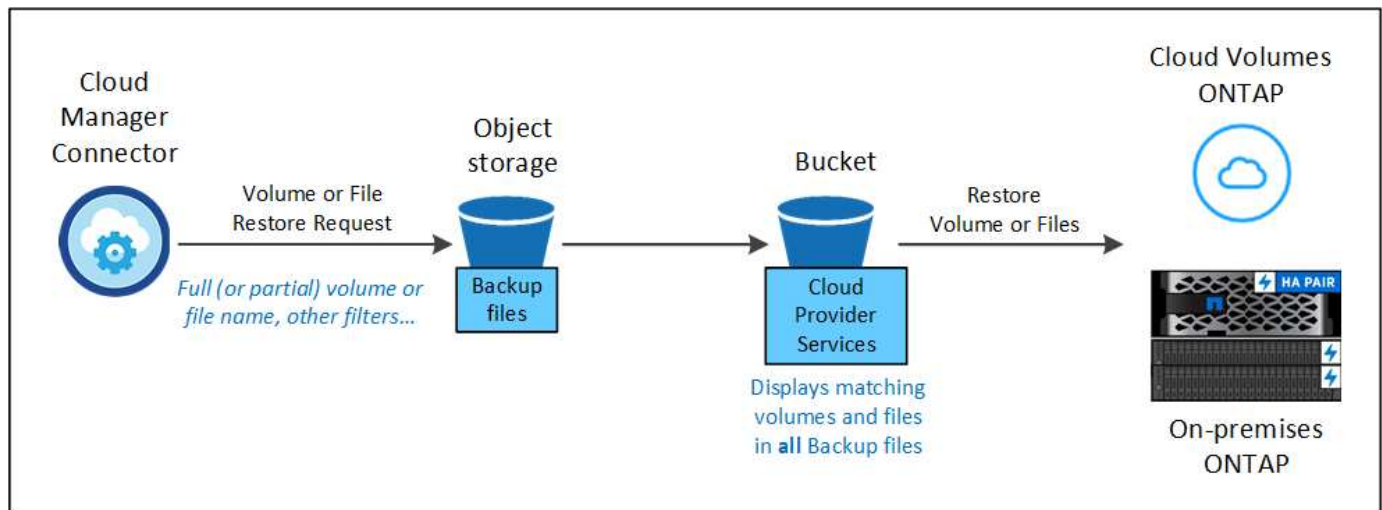 Cloud
Manager
Connector
Volume or File
Restore Request
Full (or partial) volume or
file name, other filters...
Object
storage
Backup
files
Bucket
Cloud
Provider
Services
Displays matching
volumes and files
in all Backup files
Restore
Volume or Files
Cloud Volumes
ONTAP
HA PAIR
On-premises
ONTAP